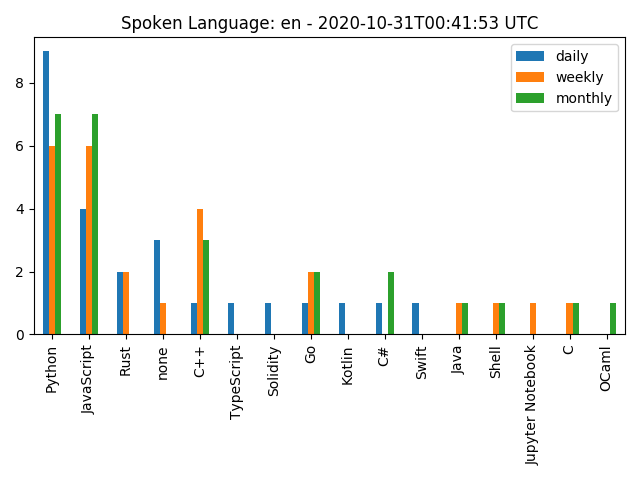 Spoken Language: en - 2020-10-31T00:41:53 UTC
daily
weekly
monthly
8
6
4
2
0
Python
JavaScript
Rust
none
C++
TypeScript
Solidity
Go
Kotlin
C#
Swift
Java
Shell
Jupyter Notebook
C
OCaml